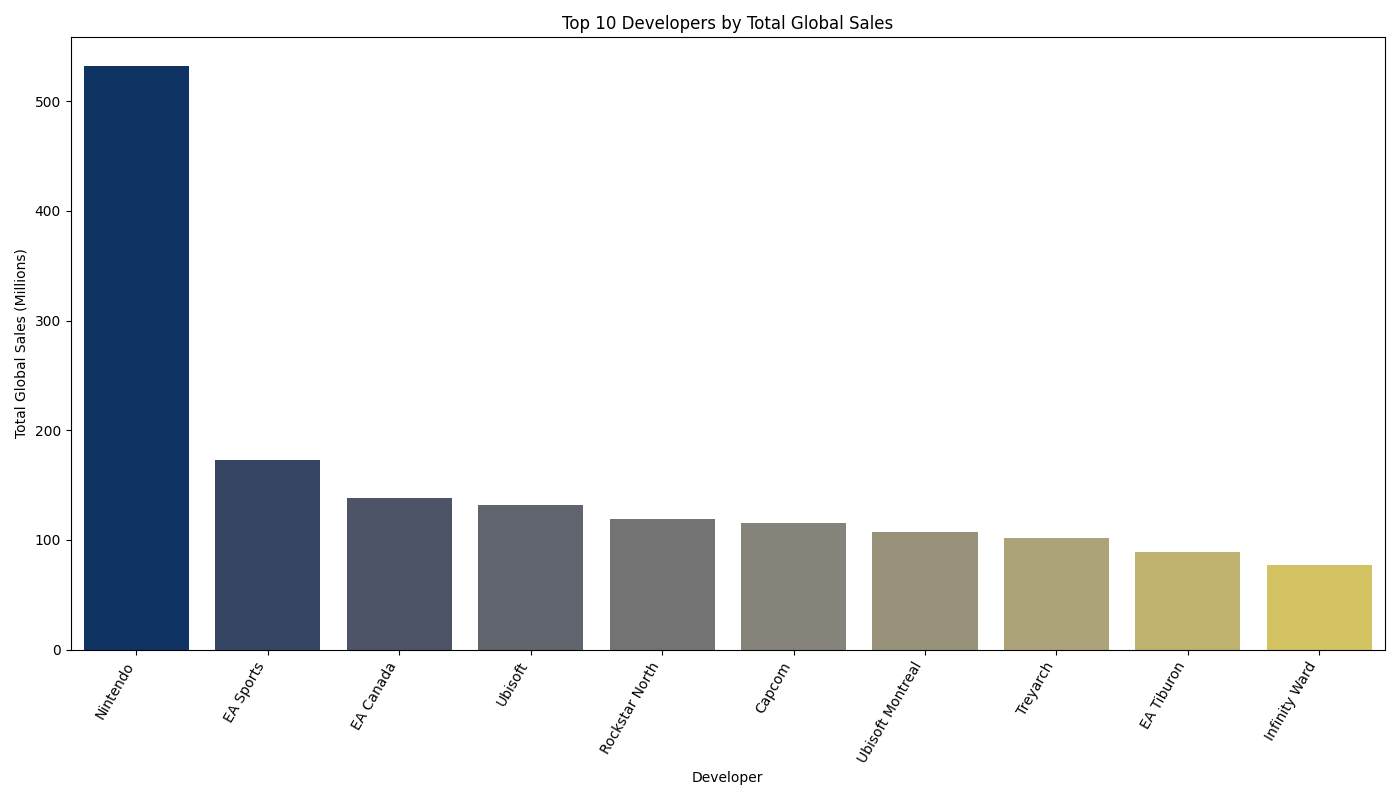 Top 10 Developers by Total Global Sales
Total Global Sales (Millions)
500
400
300
200
100
0
Nintendo
EA Sports
EA Canada
Ubisoft
Rockstar North
Capcom
Ubisoft Montreal
Treyarch
EA Tiburon
Infinity Ward
Developer